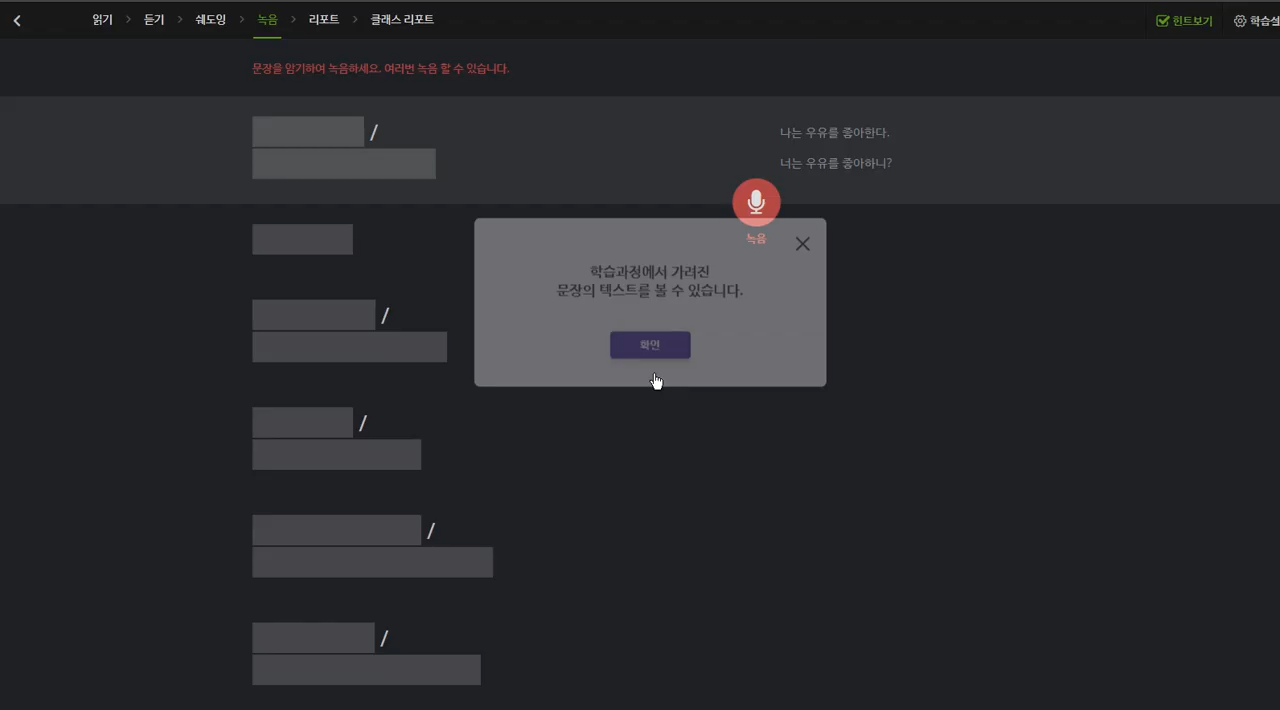 읽기 > 듣기 > 쉐도잉 > 녹음 > 리포트 > 클래스 리포트
힌트보기
문장을 암기하여 녹음하세요. 여러번 녹음 할 수 있습니다.
/
나는 우유를 좋아한다.
너는 우유를 좋아하니?
녹음
학습과정에서 가려진
문장의 텍스트를 볼 수 있습니다.
/
확인
/
/
/